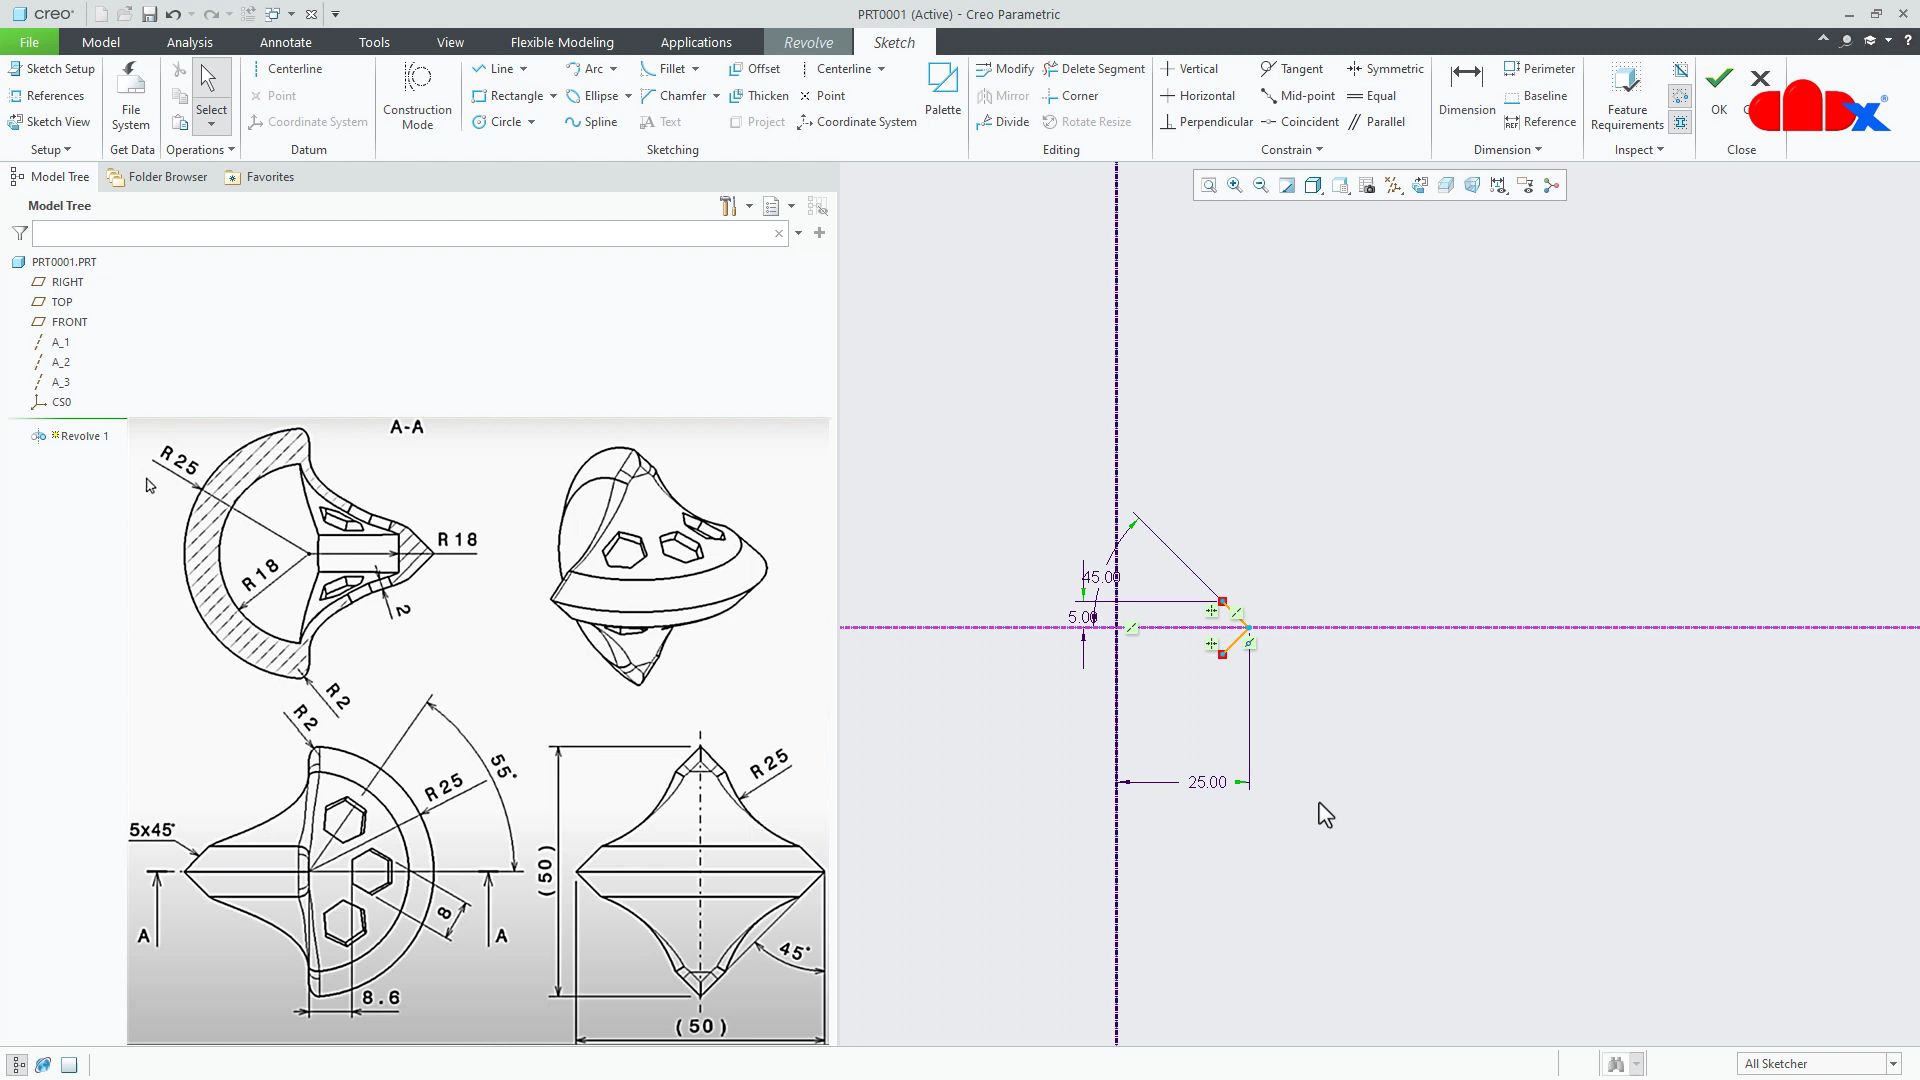 creo
PRT0001 (Active) - Creo Parametric
File
Model
Analysis
Annotate
Tools
View
Flexible Modeling
Applications
Revolve
Sketch
Sketch Setup
References
Sketch View
Setup
File System
Get Data
Select
Operations
Centerline
Point
Coordinate System
Datum
Construction Mode
Line
Arc
Fillet
Offset
Centerline
Rectangle
Ellipse
Chamfer
Thicken
Point
Circle
Spline
Text
Project
Coordinate System
Palette
Sketching
Modify
Delete Segment
Mirror
Corner
Divide
Rotate Resize
Editing
Vertical
Tangent
Symmetric
Horizontal
Mid-point
Equal
Perpendicular
Coincident
Parallel
Constrain
Dimension
Perimeter
Baseline
Reference
Dimension
Feature Requirements
Inspect
OK
Close
Model Tree
Folder Browser
Favorites
Model Tree
PRT0001.PRT
RIGHT
TOP
FRONT
A_1
A_2
A_3
CS0
Revolve 1
A-A
R25
R18
R18
2
R2
R2
55°
R25
5x45°
A
A
8
8.6
R25
(50)
45°
(50)
45.00
5.00
25.00
All Sketcher